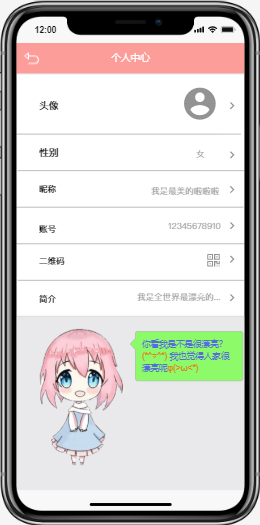 12:00
个人中心
头像
性别 女
昵称 我是最美的啦啦啦
账号 12345678910
二维码
简介 我是全世界最漂亮的...
你看我是不是很漂亮?
(*^=^*) 我也觉得人家很
漂亮呢φ(>ω<*)